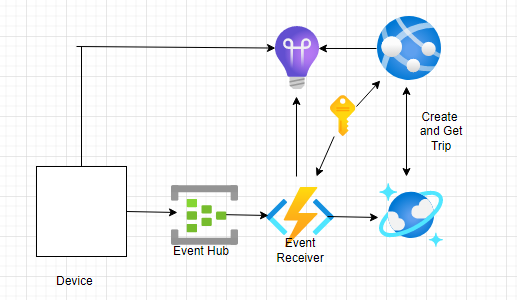 Create
and Get
Trip
Event Hub
Event
Receiver
Device